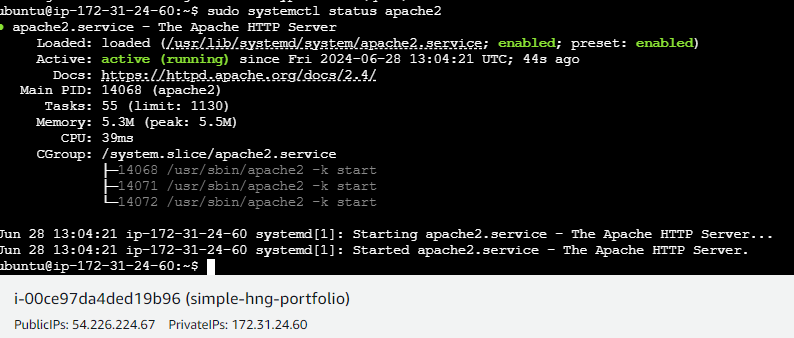 ubuntu@ip-172-31-24-60:~$ sudo systemctl status apache2
● apache2.service - The Apache HTTP Server
Loaded: loaded (/usr/lib/systemd/system/apache2.service; enabled; preset: enabled)
Active: active (running) since Fri 2024-06-28 13:04:21 UTC; 44s ago
Docs: https://httpd.apache.org/docs/2.4/
Main PID: 14068 (apache2)
Tasks: 55 (limit: 1130)
Memory: 5.3M (peak: 5.5M)
CPU: 39ms
CGroup: /system.slice/apache2.service
├─14068 /usr/sbin/apache2 -k start
├─14071 /usr/sbin/apache2 -k start
└─14072 /usr/sbin/apache2 -k start
Jun 28 13:04:21 ip-172-31-24-60 systemd[1]: Starting apache2.service - The Apache HTTP Server...
Jun 28 13:04:21 ip-172-31-24-60 systemd[1]: Started apache2.service - The Apache HTTP Server.
ubuntu@ip-172-31-24-60:~$
i-00ce97da4ded19b96 (simple-hng-portfolio)
PublicIPs: 54.226.224.67 PrivateIPs: 172.31.24.60